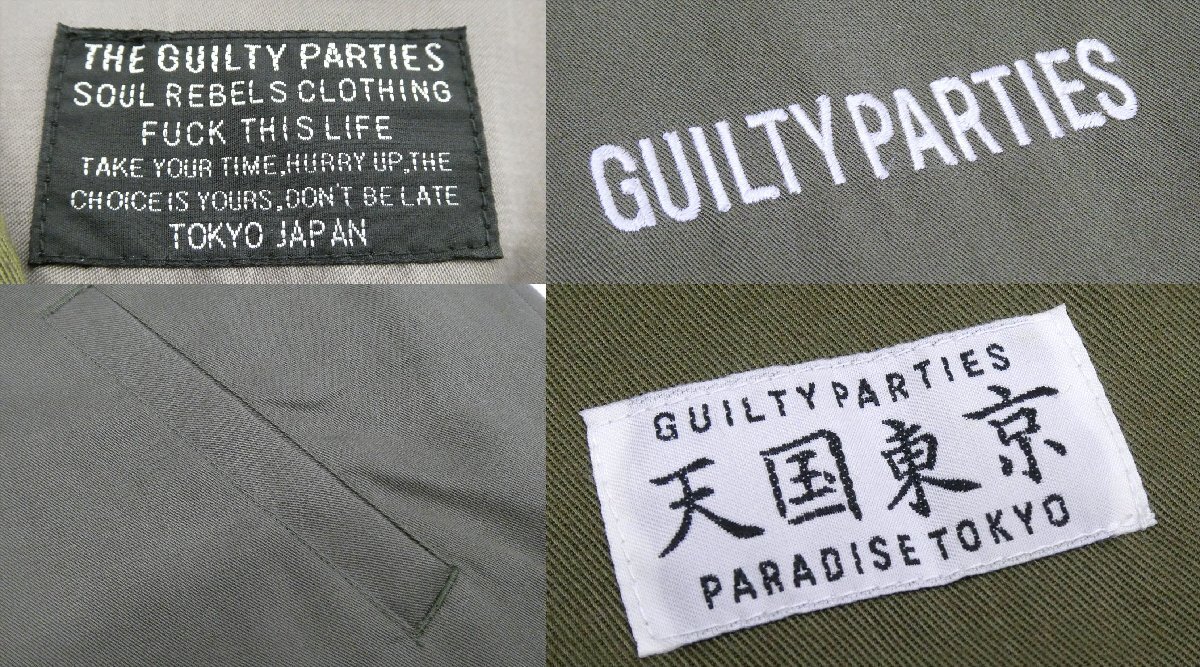 THE GUILTY PARTIES
SOUL REBELS CLOTHING
FUCK THIS LIFE
TAKE YOUR TIME,HURRY UP,THE
CHOICE IS YOURS,DON'T BE LATE
TOKYO JAPAN
GUILTY PARTIES
GUILTY PARTIES
天国東京
PARADISE TOKYO